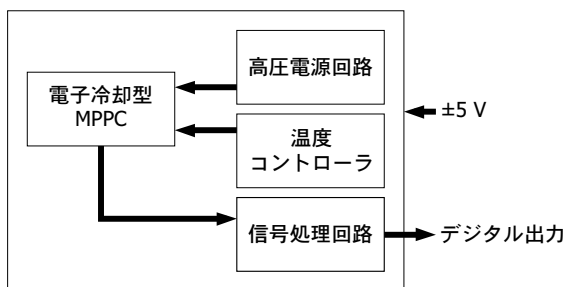 高圧電源回路
電子冷却型
MPPC
±5 V
温度
コントローラ
信号処理回路
デジタル出力